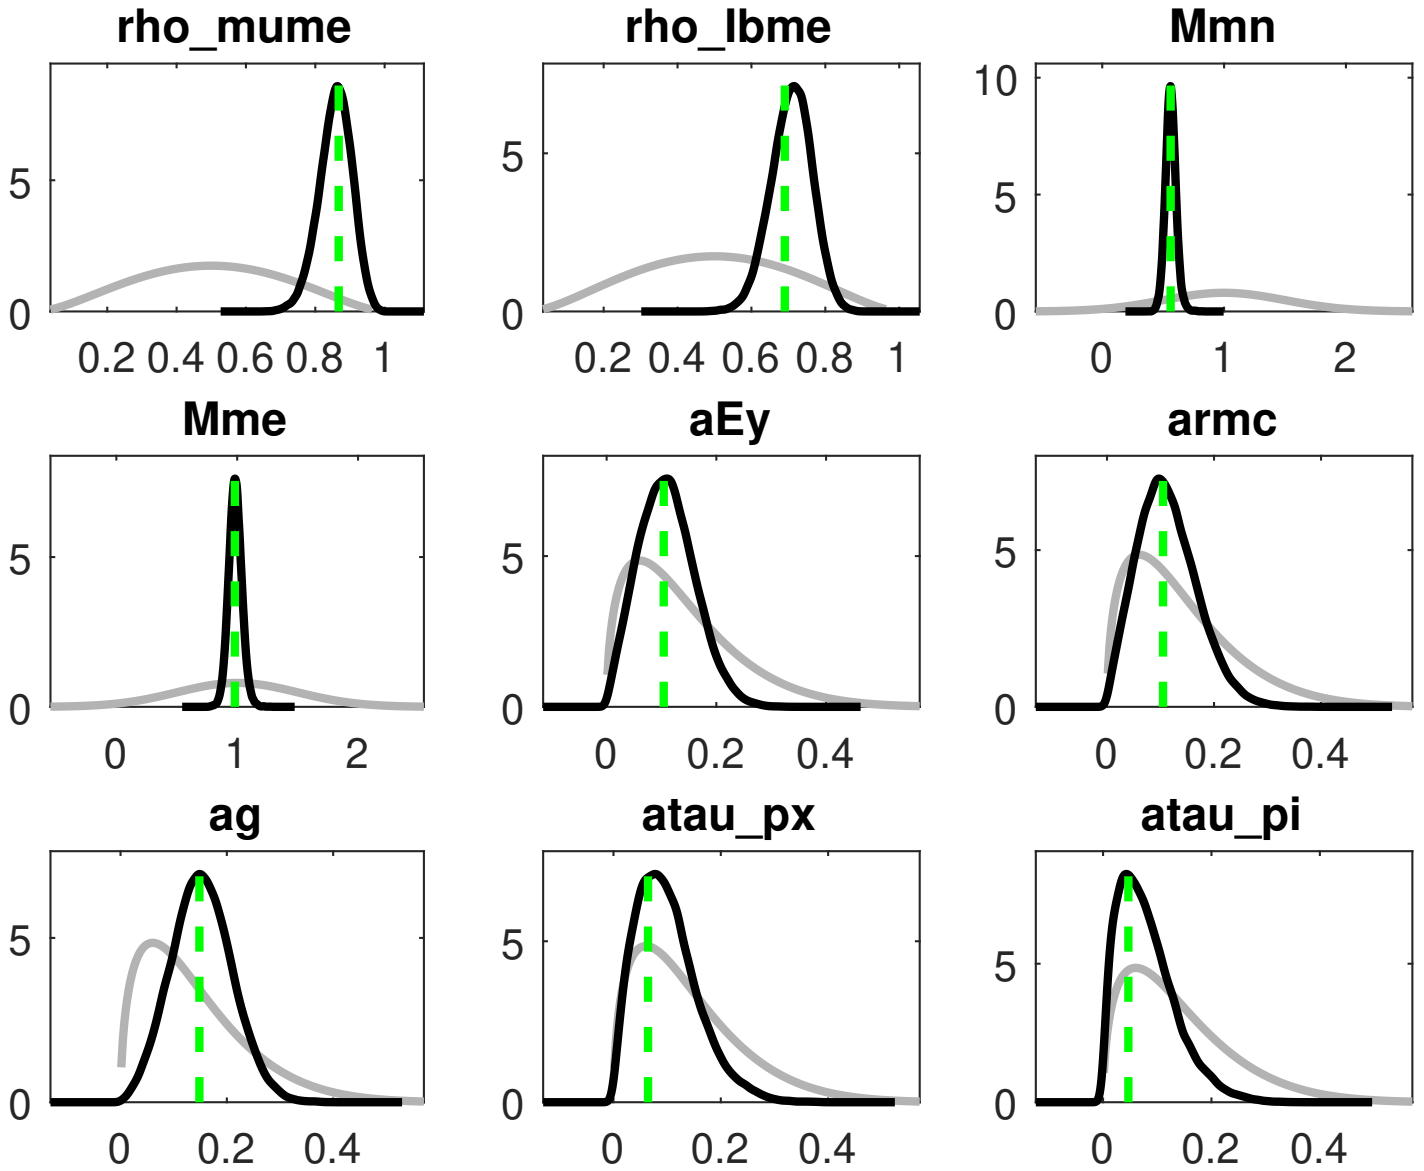 rho_mume rho_lbme Mmn
10
5 5 5
0 0 0
0.2 0.4 0.6 0.8 1 0.2 0.4 0.6 0.8 1 0 1 2
Mme aEy armc
5 5 5
0 0 0
0 1 2 0 0.2 0.4 0 0.2 0.4
ag atau_px atau_pi
5 5 5
0 0 0
0 0.2 0.4 0 0.2 0.4 0 0.2 0.4